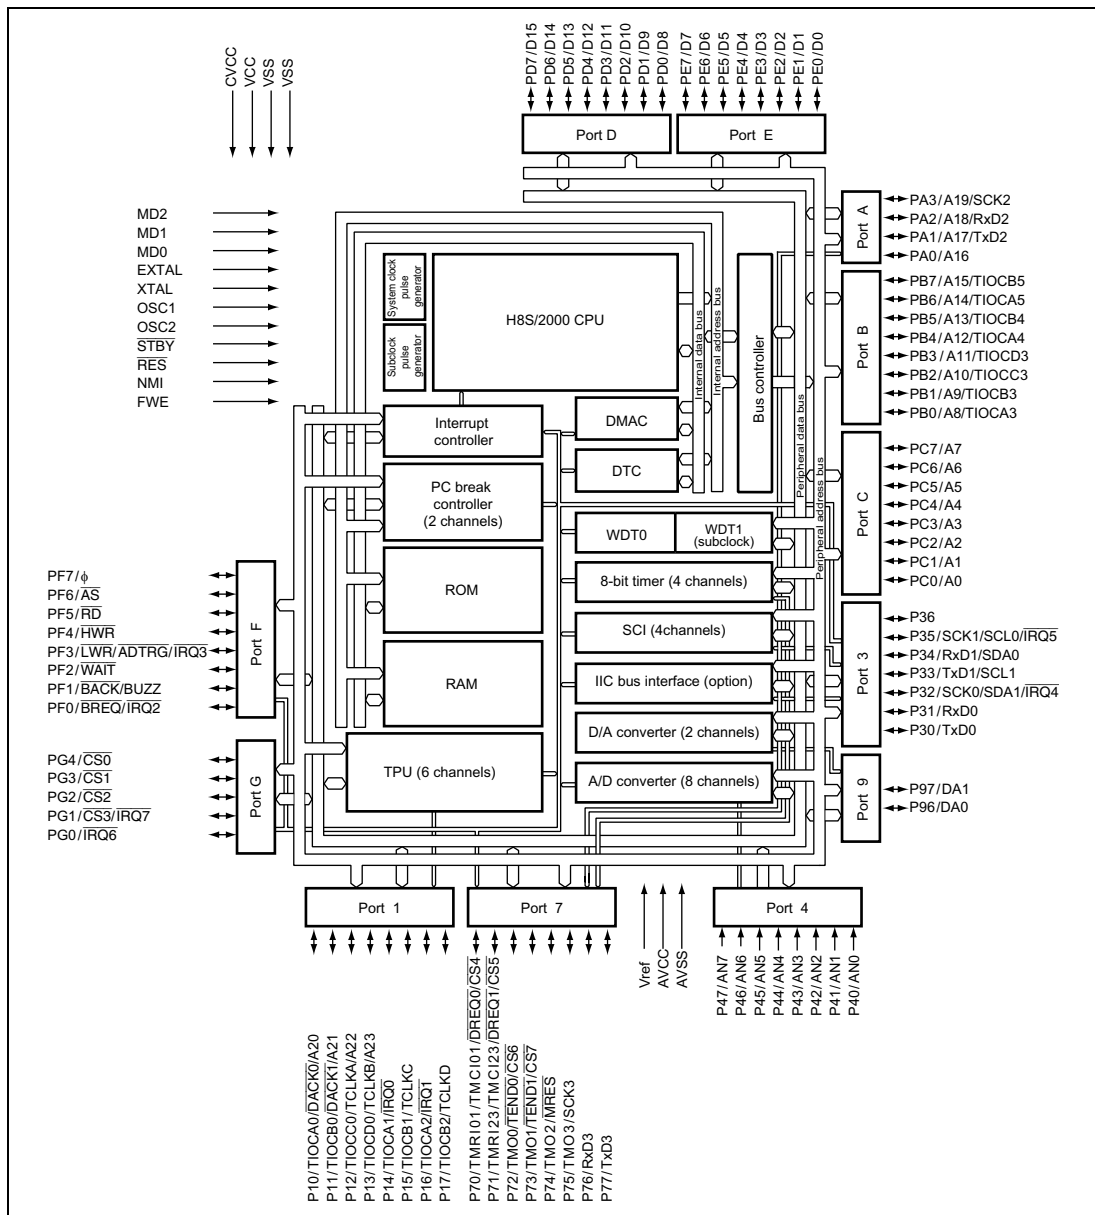 CVCC
VCC
VSS
VSS
PD7/D15
PD6/D14
PD5/D13
PD4/D12
PD3/D11
PD2/D10
PD1/D9
PD0/D8
PE7/D7
PE6/D6
PE5/D5
PE4/D4
PE3/D3
PE2/D2
PE1/D1
PE0/D0
Port D
Port E
MD2
MD1
MD0
EXTAL
XTAL
OSC1
OSC2
STBY
RES
NMI
FWE
System clock
pulse
generator
Subclock
pulse
generator
H8S/2000 CPU
Internal data bus
Internal address bus
Bus controller
Peripheral data bus
Peripheral address bus
Interrupt
controller
PC break
controller
(2 channels)
ROM
RAM
TPU (6 channels)
DMAC
DTC
WDT0
WDT1
(subclock)
8-bit timer (4 channels)
SCI (4channels)
IIC bus interface (option)
D/A converter (2 channels)
A/D converter (8 channels)
Port A
PA3/A19/SCK2
PA2/A18/RxD2
PA1/A17/TxD2
PA0/A16
Port B
PB7/A15/TIOCB5
PB6/A14/TIOCA5
PB5/A13/TIOCB4
PB4/A12/TIOCA4
PB3/A11/TIOCD3
PB2/A10/TIOCC3
PB1/A9/TIOCB3
PB0/A8/TIOCA3
Port C
PC7/A7
PC6/A6
PC5/A5
PC4/A4
PC3/A3
PC2/A2
PC1/A1
PC0/A0
Port 3
P36
P35/SCK1/SCL0/IRQ5
P34/RxD1/SDA0
P33/TxD1/SCL1
P32/SCK0/SDA1/IRQ4
P31/RxD0
P30/TxD0
Port 9
P97/DA1
P96/DA0
PF7/ϕ
PF6/AS
PF5/RD
PF4/HWR
PF3/LWR/ADTRG/IRQ3
PF2/WAIT
PF1/BACK/BUZZ
PF0/BREQ/IRQ2
Port F
PG4/CS0
PG3/CS1
PG2/CS2
PG1/CS3/IRQ7
PG0/IRQ6
Port G
Port 1
Port 7
Port 4
Vref
AVCC
AVSS
P47/AN7
P46/AN6
P45/AN5
P44/AN4
P43/AN3
P42/AN2
P41/AN1
P40/AN0
P10/TIOCA0/DACK0/A20
P11/TIOCB0/DACK1/A21
P12/TIOCC0/TCLKA/A22
P13/TIOCD0/TCLKB/A23
P14/TIOCA1/IRQ0
P15/TIOCB1/TCLKC
P16/TIOCA2/IRQ1
P17/TIOCB2/TCLKD
P70/TMRI01/TMCI01/DREQ0/CS4
P71/TMRI23/TMCI23/DREQ1/CS5
P72/TMO0/TEND0/CS6
P73/TMO1/TEND1/CS7
P74/TMO2/MRES
P75/TMO3/SCK3
P76/RxD3
P77/TxD3